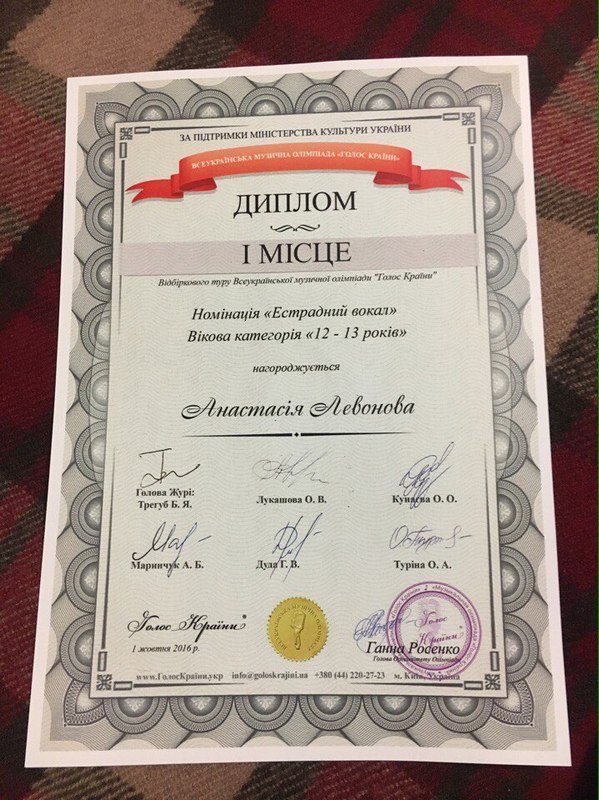 ЗА ПІДТРИМКИ МІНІСТЕРСТВА КУЛЬТУРИ УКРАЇНИ
ВСЕУКРАЇНСЬКА МУЗИЧНА ОЛІМПІАДА «ГОЛОС КРАЇНИ»
ДИПЛОМ
І МІСЦЕ
Відбіркового туру Всеукраїнської музичної олімпіади "Голос Країни"
Номінація «Естрадний вокал»
Вікова категорія «12 - 13 років»
нагороджується
Анастасія Левонова
Голова Журі:
Трегуб Б. Я.
Лукашова О. В.
Кунаєва О. О.
Маринчук А. Б.
Дуда Г. В.
Туріна О. А.
Голос Країни
1 жовтня 2016 р.
Голос Країни
Ганна Росенко
Голова Оргкомітету Олімпіади
www.ГолосКраїни.укр info@goloskrajini.ua +380 (44) 220-27-23 м. Київ, Україна